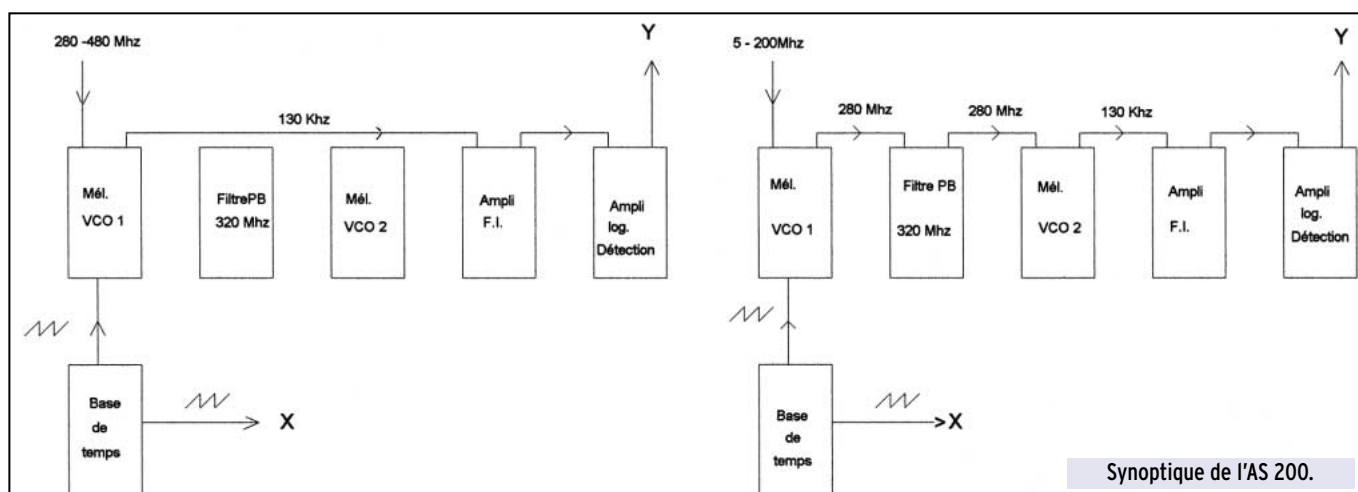 280 -480 Mhz
Y
130 Khz
Mél.
VCO 1
FiltrePB
320 Mhz
Mél.
VCO 2
Ampli
F.I.
Ampli
log.
Détection
Base
de
temps
X
5 - 200Mhz
Y
280 Mhz
280 Mhz
130 Khz
Mél.
VCO 1
Filtre PB
320 Mhz
Mél.
VCO 2
Ampli
F.I.
Ampli
log.
Détection
Base
de
temps
>X
Synoptique de l'AS 200.